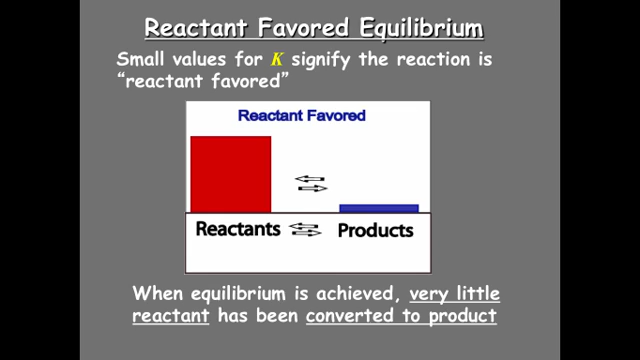 Reactant Favored Equilibrium
Small values for K signify the reaction is
“reactant favored”
Reactant Favored
Reactants ⇋ Products
When equilibrium is achieved, very little
reactant has been converted to product